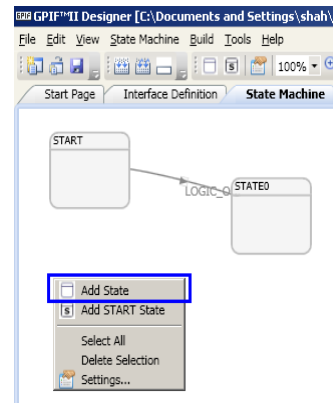 GPIF™II Designer [C:\Documents and Settings\shah\
File Edit View State Machine Build Tools Help
s 100%
Start Page Interface Definition State Machine
START
LOGIC_O
STATE0
Add State
s Add START State
Select All
Delete Selection
Settings...